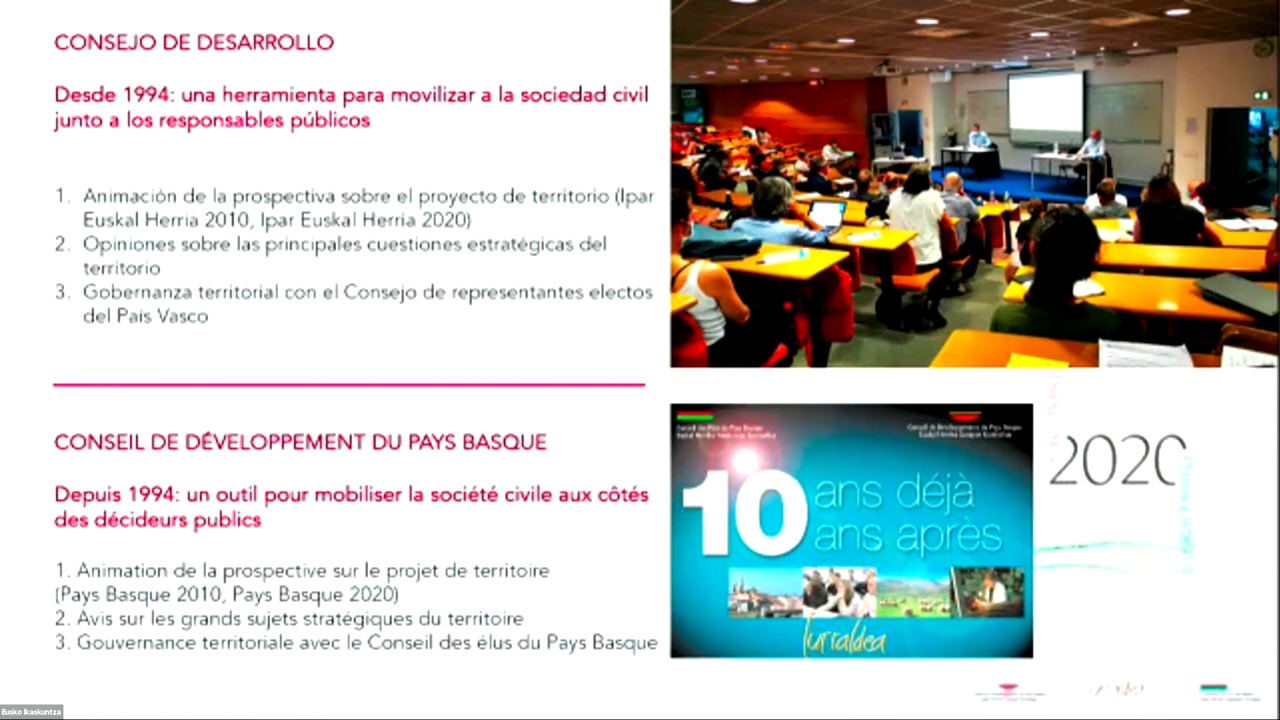 CONSEJO DE DESARROLLO
Desde 1994: una herramienta para movilizar a la sociedad civil
junto a los responsables públicos
1. Animación de la prospectiva sobre el proyecto de territorio (Ipar
Euskal Herria 2010, Ipar Euskal Herria 2020)
2. Opiniones sobre las principales cuestiones estratégicas del
territorio
3. Gobernanza territorial con el Consejo de representantes electos
del País Vasco
CONSEIL DE DÉVELOPPEMENT DU PAYS BASQUE
Depuis 1994: un outil pour mobiliser la société civile aux côtés
des décideurs publics
1. Animation de la prospective sur le projet de territoire
(Pays Basque 2010, Pays Basque 2020)
2. Avis sur les grands sujets stratégiques du territoire
3. Gouvernance territoriale avec le Conseil des élus du Pays Basque
10 ans déjà
ans après
lurraldea
2020
Eusko Ikaskuntza